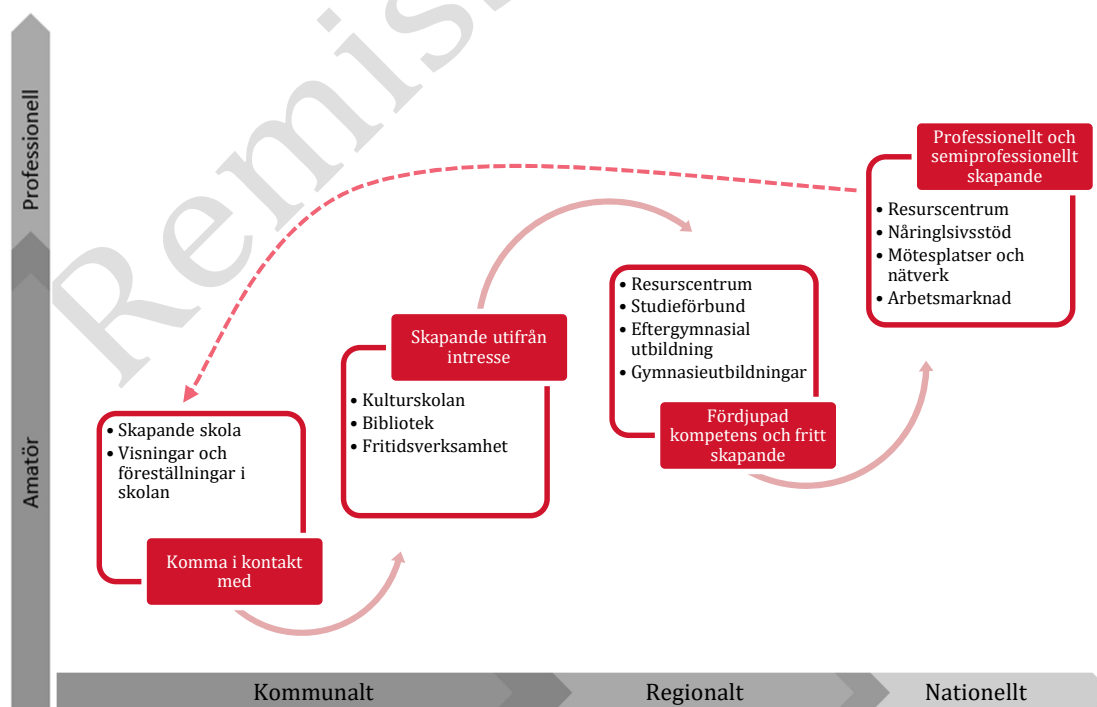 Remis
Professionell
Amatör
Skapande skola
Visningar och
föreställningar i
skolan
Komma i kontakt
med
Skapande utifrån
intresse
Kulturskolan
Bibliotek
Fritidsverksamhet
Resurscentrum
Studieförbund
Eftergymnasial
utbildning
Gymnasieutbildningar
Fördjupad
kompetens och fritt
skapande
Professionellt och
semiprofessionellt
skapande
Resurscentrum
Nåringlsivsstöd
Mötesplatser och
nätverk
Arbetsmarknad
Kommunalt
Regionalt
Nationellt